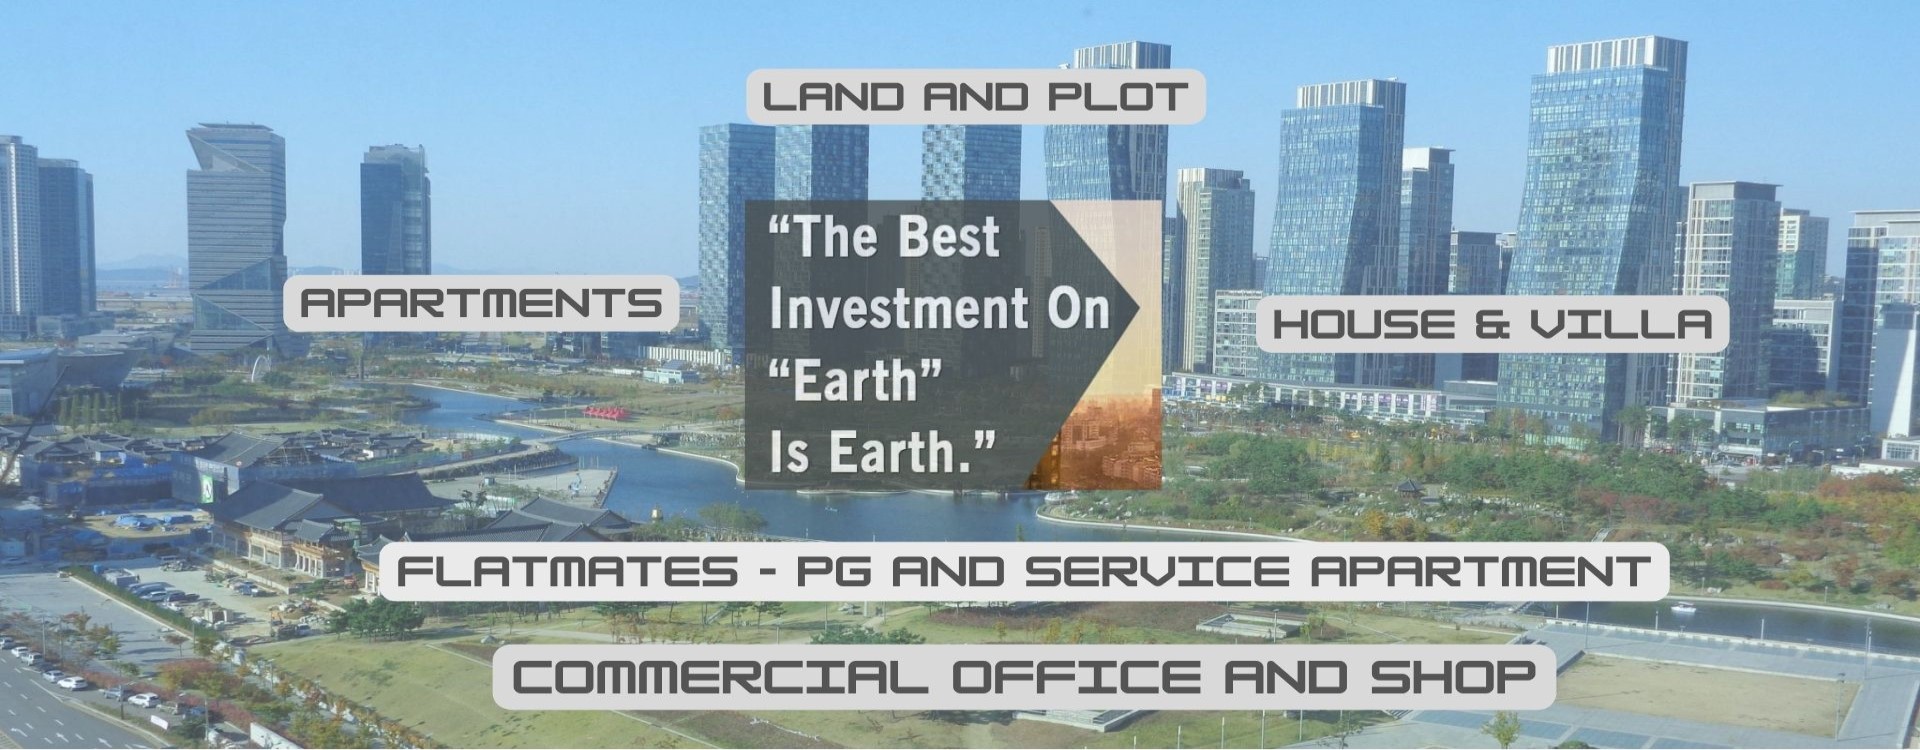 LAND AND PLOT
“The Best
Investment On
“Earth”
Is Earth.”
APARTMENTS
HOUSE & VILLA
FLATMATES - PG AND SERVICE APARTMENT
COMMERCIAL OFFICE AND SHOP